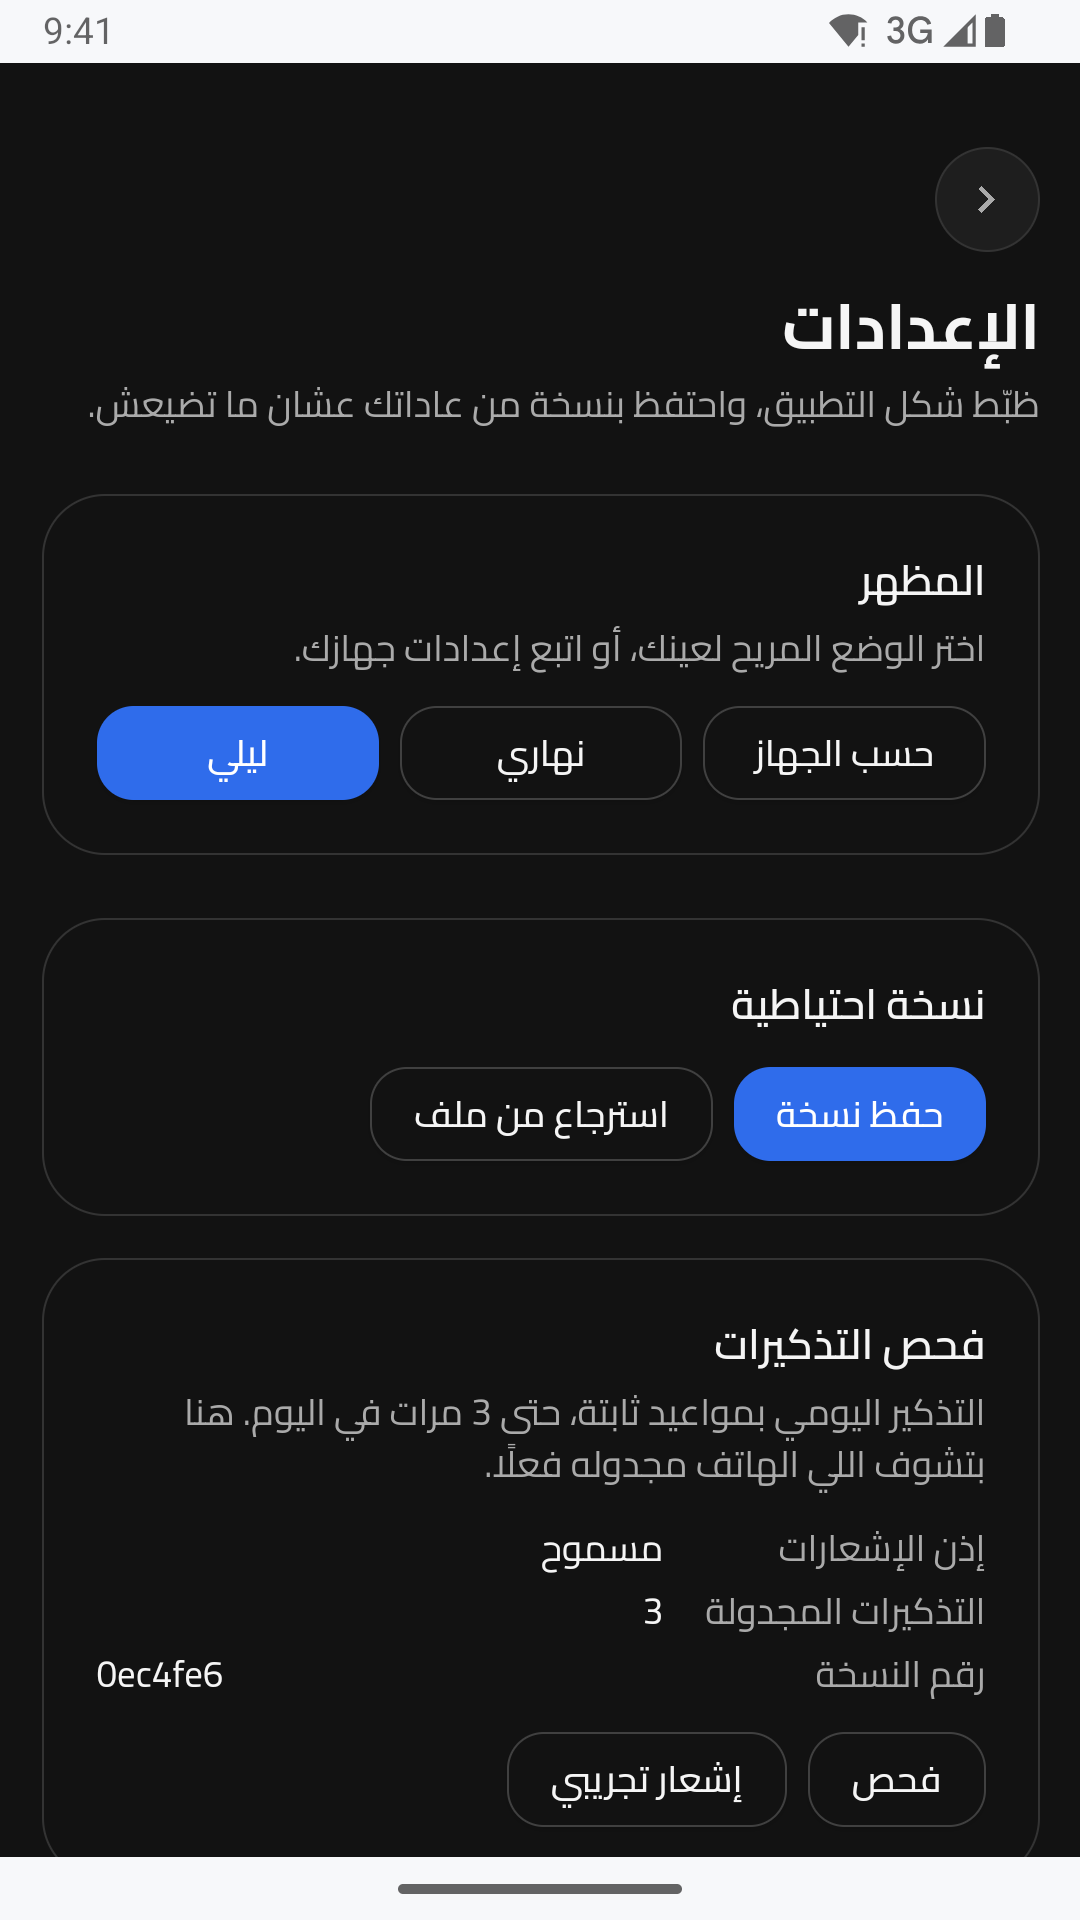 9:41
3G
الإعدادات
ظبّط شكل التطبيق، واحتفظ بنسخة من عاداتك عشان ما تضيعش.
المظهر
اختر الوضع المريح لعينك، أو اتبع إعدادات جهازك.
حسب الجهاز نهاري ليلي
نسخة احتياطية
حفظ نسخة استرجاع من ملف
فحص التذكيرات
التذكير اليومي بمواعيد ثابتة، حتى 3 مرات في اليوم. هنا
بتشوف اللي الهاتف مجدوله فعلًا.
إذن الإشعارات مسموح
التذكيرات المجدولة 3
رقم النسخة 0ec4fe6
فحص إشعار تجريبي